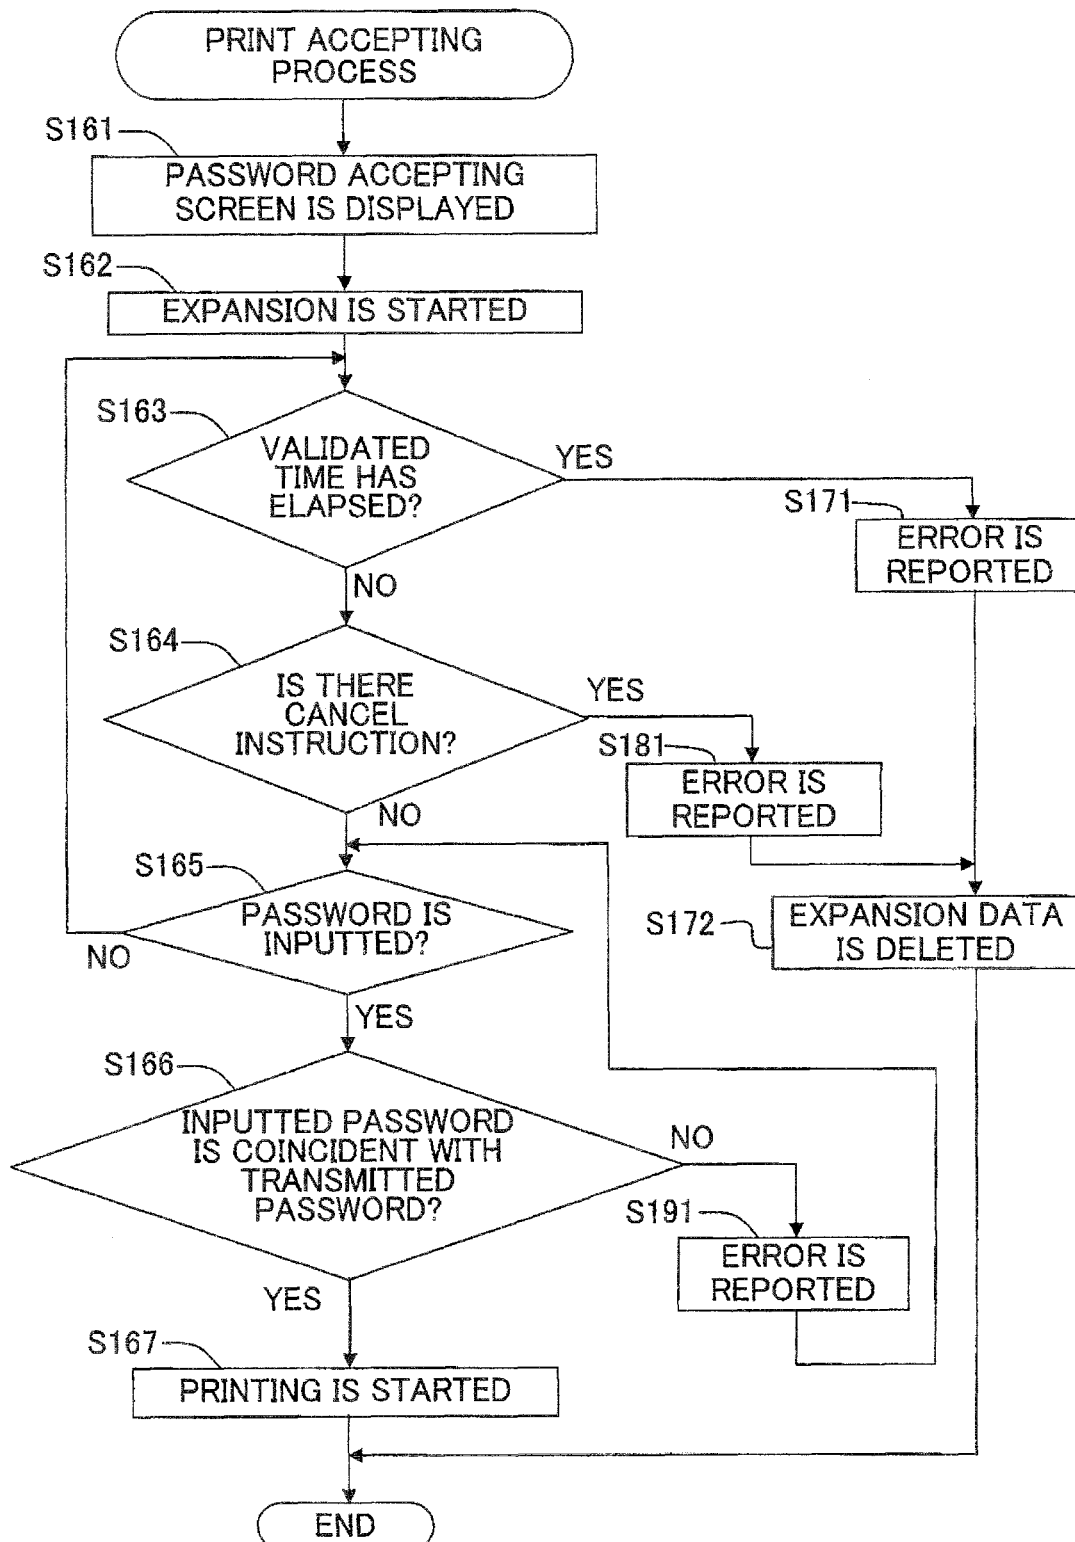 PRINT ACCEPTING
PROCESS
S161
PASSWORD ACCEPTING
SCREEN IS DISPLAYED
S162
EXPANSION IS STARTED
S163
VALIDATED
TIME HAS
ELAPSED?
YES
S171
ERROR IS
REPORTED
NO
S164
IS THERE
CANCEL
INSTRUCTION?
YES
S181
ERROR IS
REPORTED
NO
S165
PASSWORD IS
INPUTTED?
NO
S172
EXPANSION DATA
IS DELETED
YES
S166
INPUTTED PASSWORD
IS COINCIDENT WITH
TRANSMITTED
PASSWORD?
NO
S191
ERROR IS
REPORTED
YES
S167
PRINTING IS STARTED
END